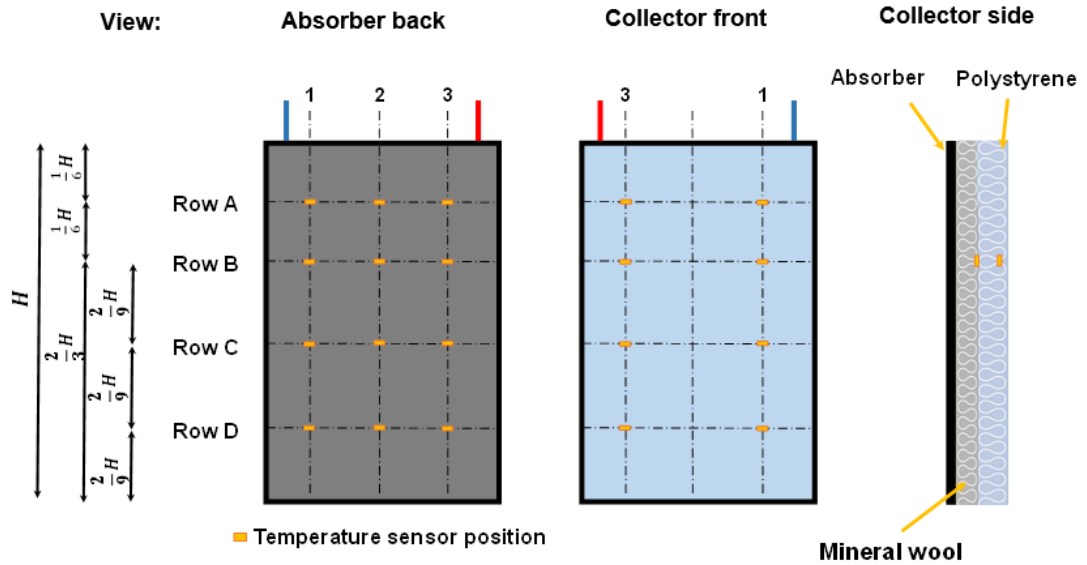 View:
Absorber back
Collector front
Collector side
Absorber
Polystyrene
1 2 3
3 1
H
1/6 H
1/6 H
2/3 H
2/9 H
2/9 H
2/9 H
Row A
Row B
Row C
Row D
Temperature sensor position
Mineral wool